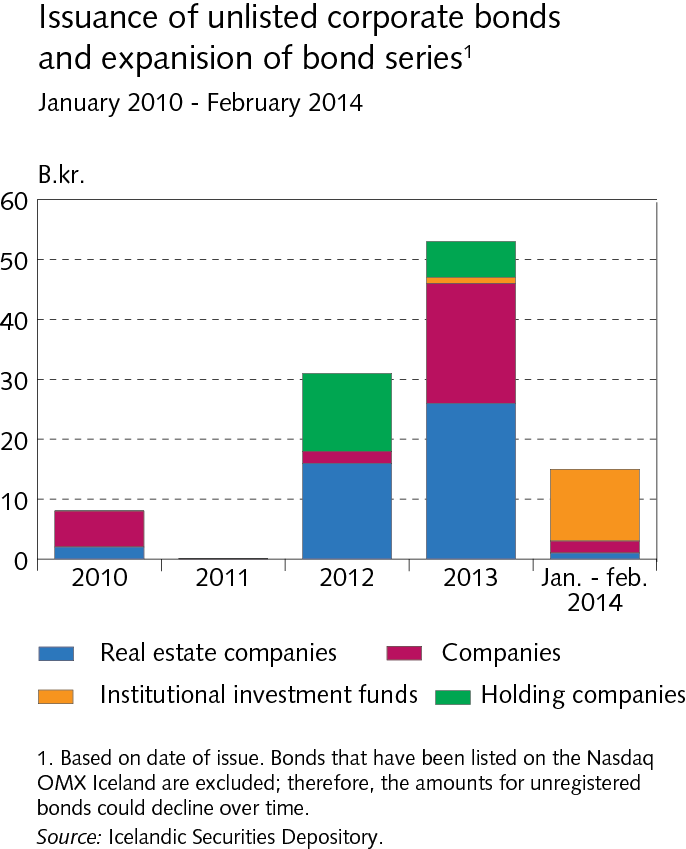 Issuance of unlisted corporate bonds
and expanision of bond series1
January 2010 - February 2014
B.kr.
60
50
40
30
20
10
0
2010 2011 2012 2013 Jan. - feb.
2014
Real estate companies Companies
Institutional investment funds Holding companies
1. Based on date of issue. Bonds that have been listed on the Nasdaq
OMX Iceland are excluded; therefore, the amounts for unregistered
bonds could decline over time.
Source: Icelandic Securities Depository.